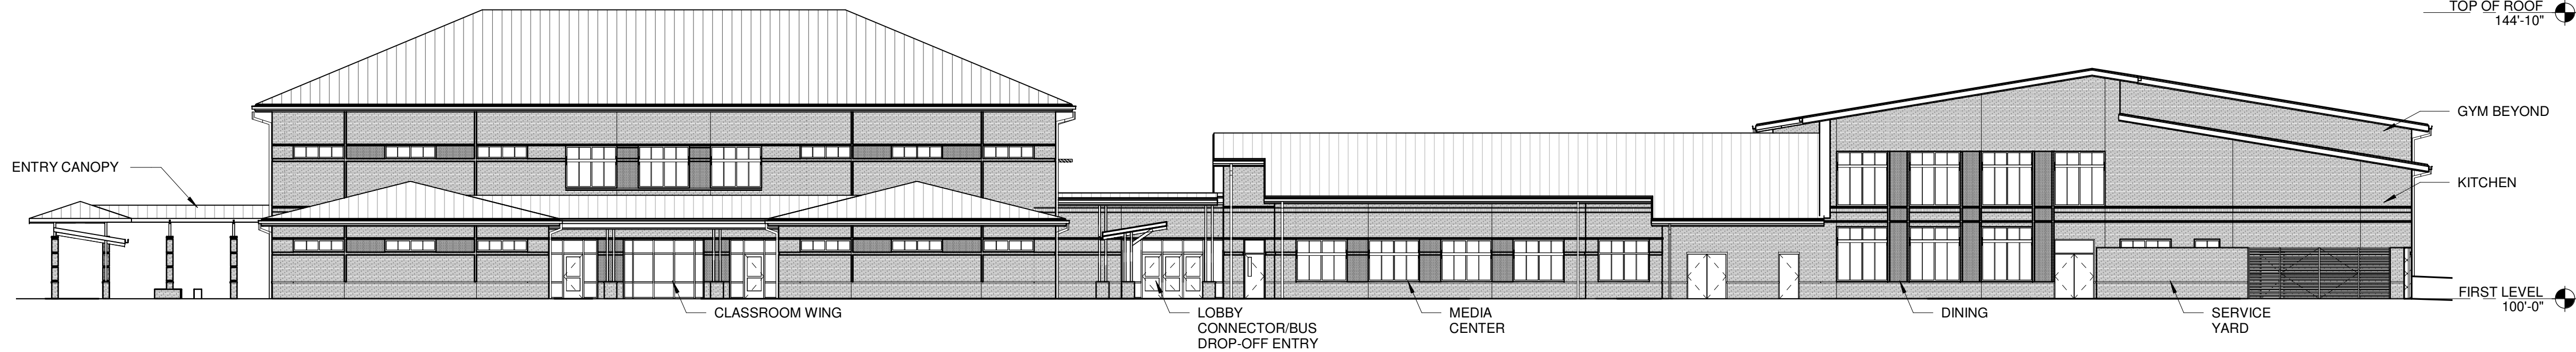 TOP OF ROOF
144'-10"
GYM BEYOND
ENTRY CANOPY
KITCHEN
FIRST LEVEL
100'-0"
CLASSROOM WING
LOBBY
CONNECTOR/BUS
DROP-OFF ENTRY
MEDIA
CENTER
DINING
SERVICE
YARD